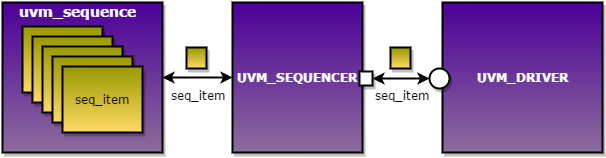 uvm_sequence
seq_item
seq_item
UVM_SEQUENCER
seq_item
UVM_DRIVER